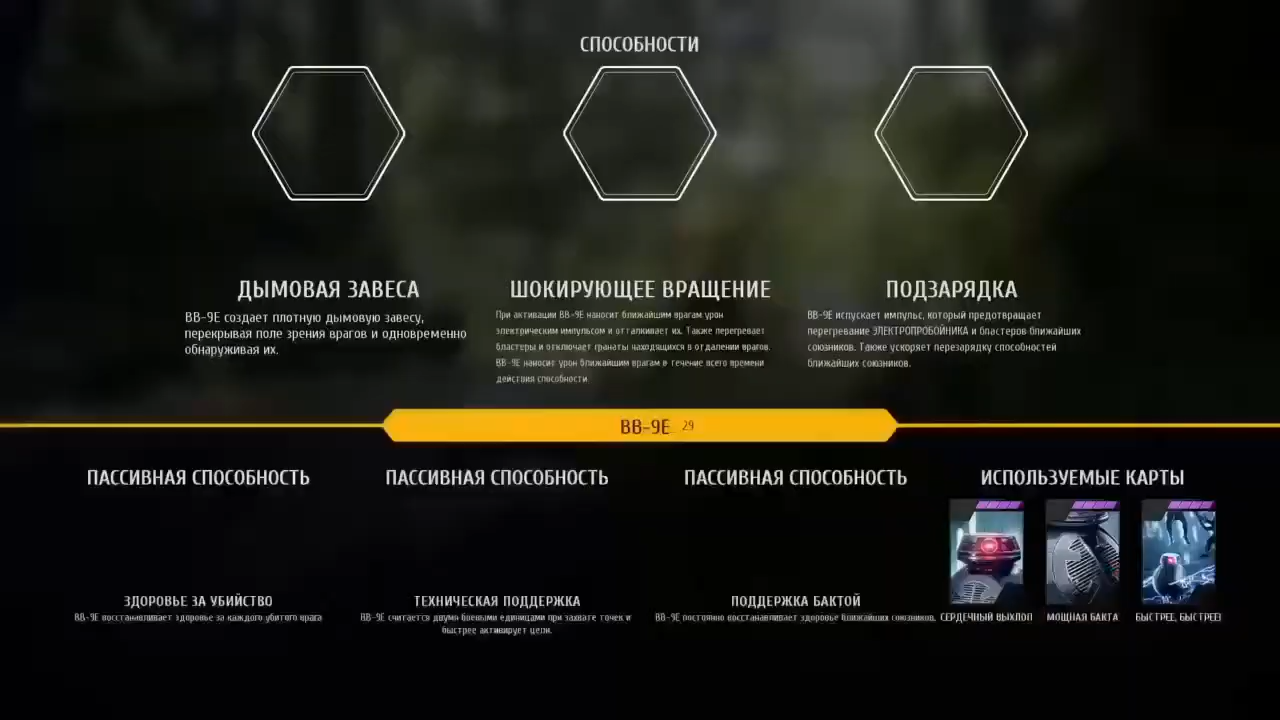 СПОСОБНОСТИ
ДЫМОВАЯ ЗАВЕСА
BB-9E создает плотную дымовую завесу,
перекрывая поле зрения врагов и одновременно
обнаруживая их.
ШОКИРУЮЩЕЕ ВРАЩЕНИЕ
При активации BB-9E наносит ближайшим врагам урон
электрическим импульсом и отталкивает их. Также перегревает
бластеры и отключает гранаты находящихся в отдалении врагов.
BB-9E наносит урон ближайшим врагам в течение всего времени
действия способности
ПОДЗАРЯДКА
BB-9E испускает импульс, который предотвращает
перегревание ЭЛЕКТРОПРОБОЙНИКА и бластеров ближайших
союзников. Также ускоряет перезарядку способностей
ближайших союзников.
BB-9E 29
ПАССИВНАЯ СПОСОБНОСТЬ
ЗДОРОВЬЕ ЗА УБИЙСТВО
BB-9E восстанавливает здоровье за каждого убитого врага
ПАССИВНАЯ СПОСОБНОСТЬ
ТЕХНИЧЕСКАЯ ПОДДЕРЖКА
BB-9E считается двумя боевыми единицами при захвате точек и
быстрее активирует цели.
ПАССИВНАЯ СПОСОБНОСТЬ
ПОДДЕРЖКА БАКТОЙ
BB-9E постоянно восстанавливает здоровье ближайших союзников.
ИСПОЛЬЗУЕМЫЕ КАРТЫ
СЕРДЕЧНЫЙ ВЫХЛОП
МОЩНАЯ БАКТА
БЫСТРЕЕ, БЫСТРЕЕ!